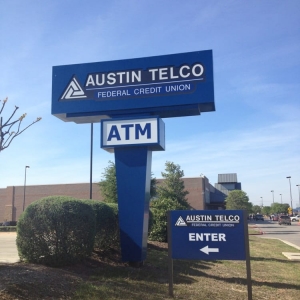 AUSTIN TELCO
FEDERAL CREDIT UNION
ATM
AUSTIN TELCO
FEDERAL CREDIT UNION
ENTER